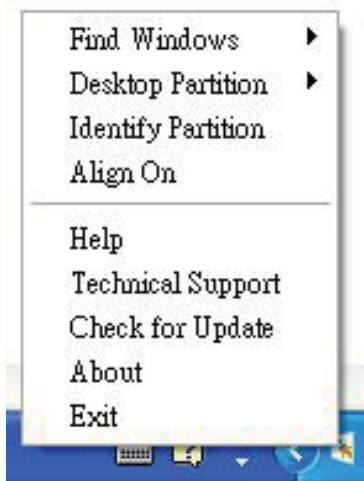 Find Windows
Desktop Partition
Identify Partition
Align On
Help
Technical Support
Check for Update
About
Exit